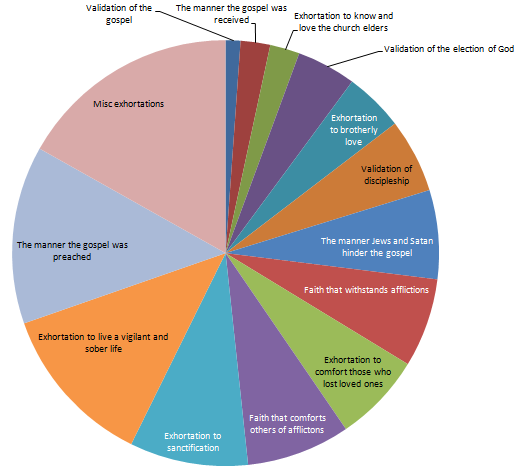 Validation of the
gospel
The manner the gospel was
received
Exhortation to know and
love the church elders
Validation of the election of God
Exhortation
to brotherly
love
Validation of
discipleship
The manner Jews and Satan
hinder the gospel
Faith that withstands afflictions
Exhortation to
comfort those who
lost loved ones
Faith that comforts
others of afflictons
Exhortation to
sanctification
Exhortation to live a vigilant and
sober life
The manner the gospel was
preached
Misc exhortations